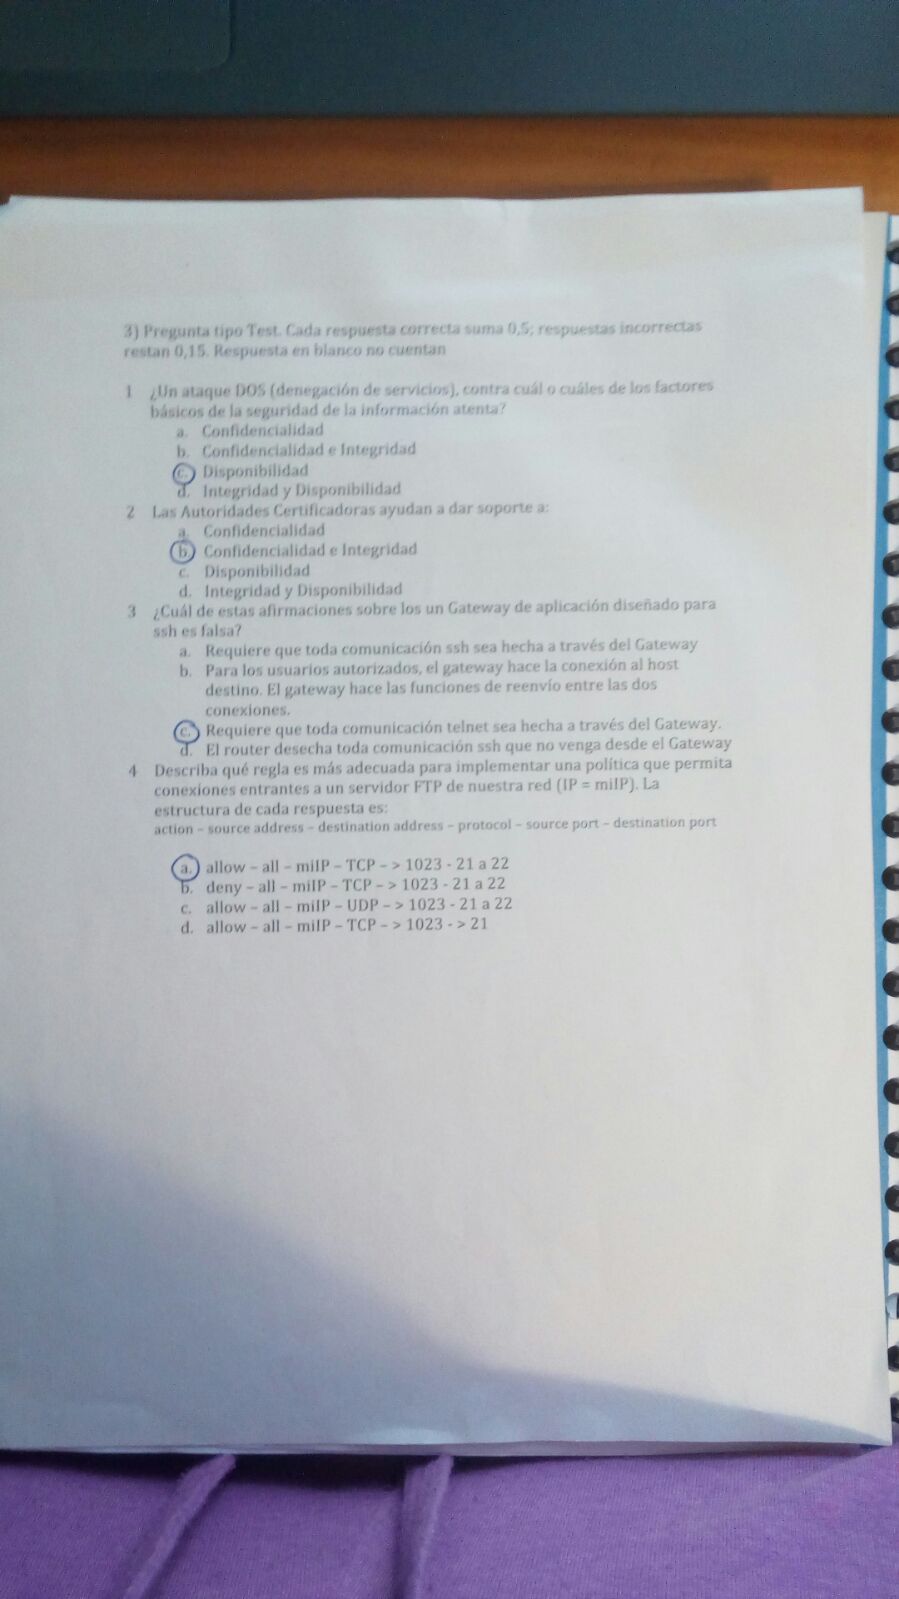 3) Pregunta tipo Test. Cada respuesta correcta suma 0,5; respuestas incorrectas
restan 0,15. Respuesta en blanco no cuentan
1 ¿Un ataque DOS (denegación de servicios), contra cuál o cuáles de los factores
básicos de la seguridad de la información atenta?
a. Confidencialidad
b. Confidencialidad e Integridad
c. Disponibilidad
d. Integridad y Disponibilidad
2 Las Autoridades Certificadoras ayudan a dar soporte a:
a. Confidencialidad
b. Confidencialidad e Integridad
c. Disponibilidad
d. Integridad y Disponibilidad
3 ¿Cuál de estas afirmaciones sobre los un Gateway de aplicación diseñado para
ssh es falsa?
a. Requiere que toda comunicación ssh sea hecha a través del Gateway
b. Para los usuarios autorizados, el gateway hace la conexión al host
destino. El gateway hace las funciones de reenvío entre las dos
conexiones.
c. Requiere que toda comunicación telnet sea hecha a través del Gateway.
d. El router desecha toda comunicación ssh que no venga desde el Gateway
4 Describa qué regla es más adecuada para implementar una política que permita
conexiones entrantes a un servidor FTP de nuestra red (IP = miIP). La
estructura de cada respuesta es:
action – source address – destination address – protocol – source port – destination port
a. allow – all – miIP – TCP – > 1023 - 21 a 22
b. deny – all – miIP – TCP – > 1023 - 21 a 22
c. allow – all – miIP – UDP – > 1023 - 21 a 22
d. allow – all – miIP – TCP – > 1023 - > 21